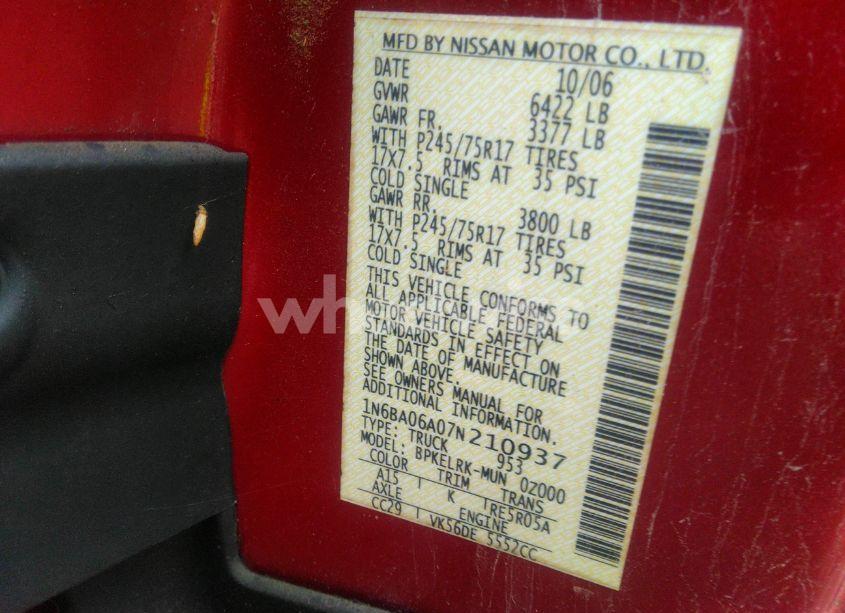 MFD BY NISSAN MOTOR CO., LTD.
DATE 10/06
GVWR 6422 LB
GAWR FR. 3377 LB
WITH P245/75R17 TIRES
17X7.5 RIMS AT 35 PSI
COLD SINGLE
GAWR RR. 3800 LB
WITH P245/75R17 TIRES
17X7.5 RIMS AT 35 PSI
COLD SINGLE
THIS VEHICLE CONFORMS TO
ALL APPLICABLE FEDERAL
MOTOR VEHICLE SAFETY
STANDARDS IN EFFECT ON
THE DATE OF MANUFACTURE
SHOWN ABOVE.
SEE OWNERS MANUAL FOR
ADDITIONAL INFORMATION.
1N6BA06A07N210937
TYPE: TRUCK 953
MODEL: BPKELRK-MUN 0Z000
COLOR TRIM TRANS
A15 K TRE5R05A
AXLE ENGINE
CC29 VK56DE 5552CC